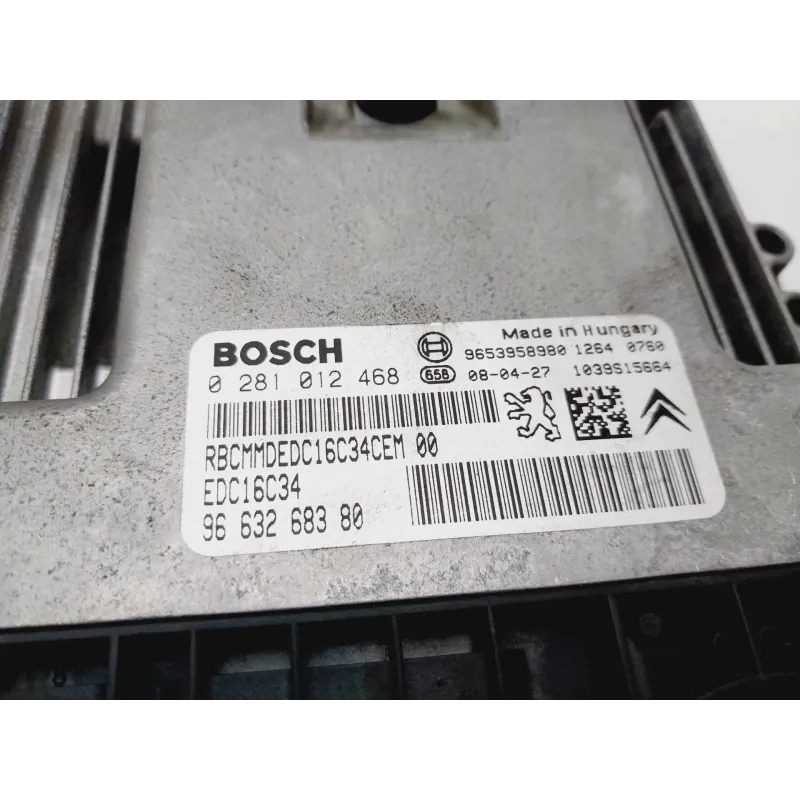 BOSCH
Made in Hungary
9653958980 1264 0760
0 281 012 468
658 08-04-27 1039S15664
RBCMMDEDC16C34CEM 00
EDC16C34
96 632 683 80